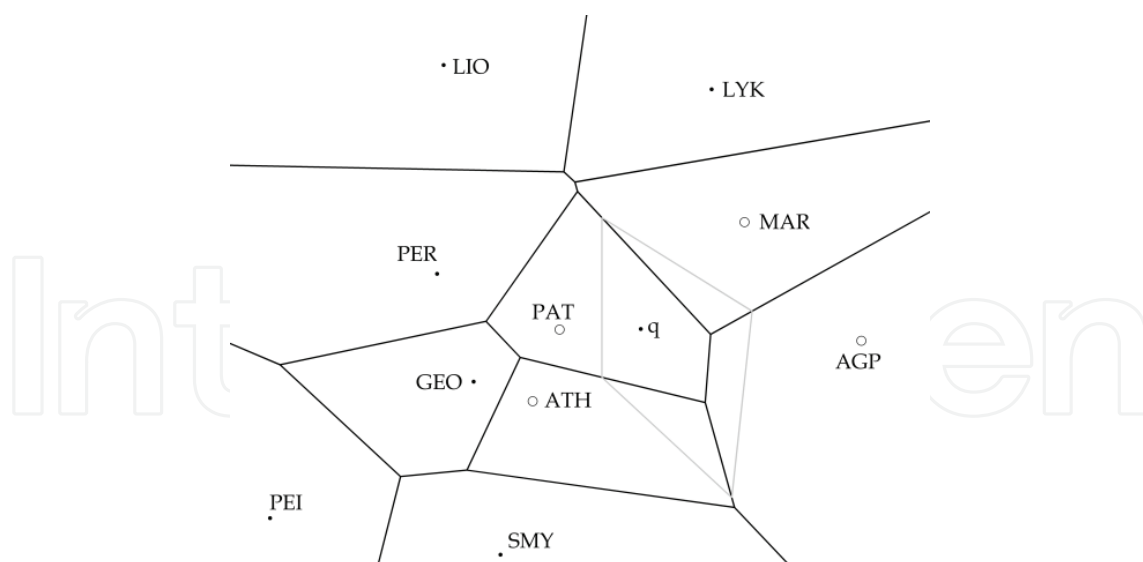 LIO
LYK
MAR
PER
PAT
q
AGP
GEO
ATH
PEI
SMY